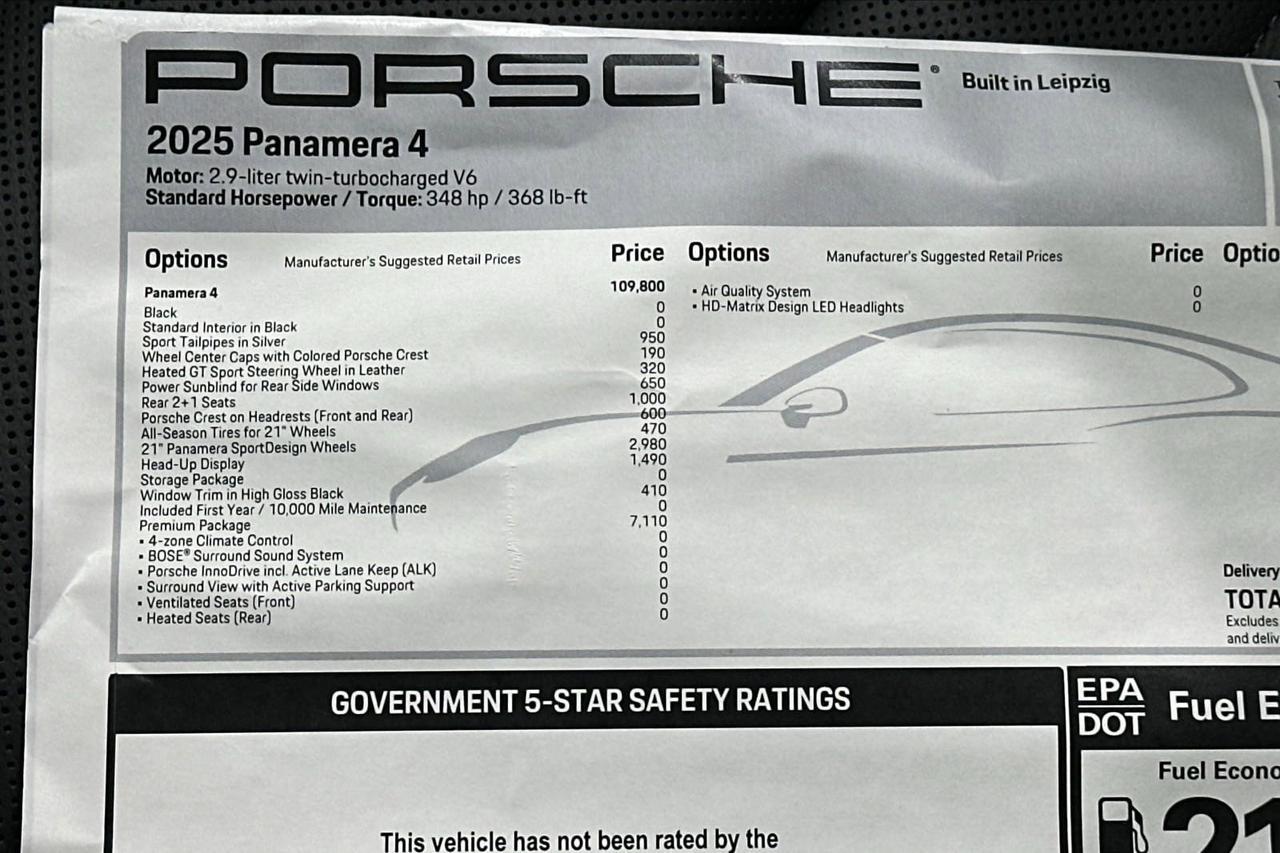 PORSCHE® Built in Leipzig
2025 Panamera 4
Motor: 2.9-liter twin-turbocharged V6
Standard Horsepower / Torque: 348 hp / 368 lb-ft
Options Manufacturer's Suggested Retail Prices Price Options Manufacturer's Suggested Retail Prices Price Optio
Panamera 4 109,800
Black 0
Standard Interior in Black 0
Sport Tailpipes in Silver 950
Wheel Center Caps with Colored Porsche Crest 190
Heated GT Sport Steering Wheel in Leather 320
Power Sunblind for Rear Side Windows 650
Rear 2+1 Seats 1,000
Porsche Crest on Headrests (Front and Rear) 600
All-Season Tires for 21" Wheels 470
21" Panamera SportDesign Wheels 2,980
Head-Up Display 1,490
Storage Package 0
Window Trim in High Gloss Black 410
Included First Year / 10,000 Mile Maintenance 0
Premium Package 7,110
▪ 4-zone Climate Control 0
▪ BOSE® Surround Sound System 0
▪ Porsche InnoDrive incl. Active Lane Keep (ALK) 0
▪ Surround View with Active Parking Support 0
▪ Ventilated Seats (Front) 0
▪ Heated Seats (Rear) 0
▪ Air Quality System 0
▪ HD-Matrix Design LED Headlights 0
Delivery
TOTA
Excludes
and deliv
GOVERNMENT 5-STAR SAFETY RATINGS
This vehicle has not been rated by the
EPA
DOT
Fuel E
Fuel Econo
21